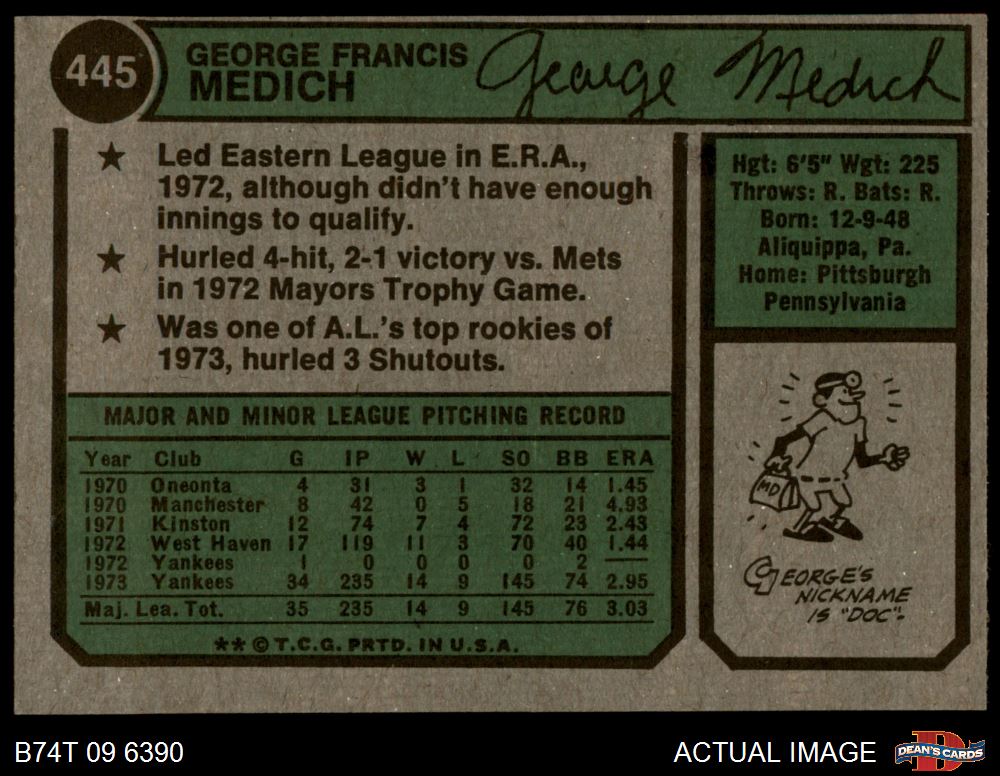 445
GEORGE FRANCIS
MEDICH
George Medich
★ Led Eastern League in E.R.A.,
1972, although didn't have enough
innings to qualify.
★ Hurled 4-hit, 2-1 victory vs. Mets
in 1972 Mayors Trophy Game.
★ Was one of A.L.'s top rookies of
1973, hurled 3 Shutouts.
Hgt: 6'5" Wgt: 225
Throws: R. Bats: R.
Born: 12-9-48
Aliquippa, Pa.
Home: Pittsburgh
Pennsylvania
MAJOR AND MINOR LEAGUE PITCHING RECORD
Year Club G IP W L SO BB ERA
1970 Oneonta 4 31 3 1 32 14 1.45
1970 Manchester 8 42 0 5 18 21 4.93
1971 Kinston 12 74 7 4 72 23 2.43
1972 West Haven 17 119 11 3 70 40 1.44
1972 Yankees 1 0 0 0 0 2 —
1973 Yankees 34 235 14 9 145 74 2.95
Maj. Lea. Tot. 35 235 14 9 145 76 3.03
** © T.C.G. PRTD. IN U.S.A.
MD
GEORGE'S
NICKNAME
IS "DOC".
B74T 09 6390
ACTUAL IMAGE
D
DEAN'S CARDS